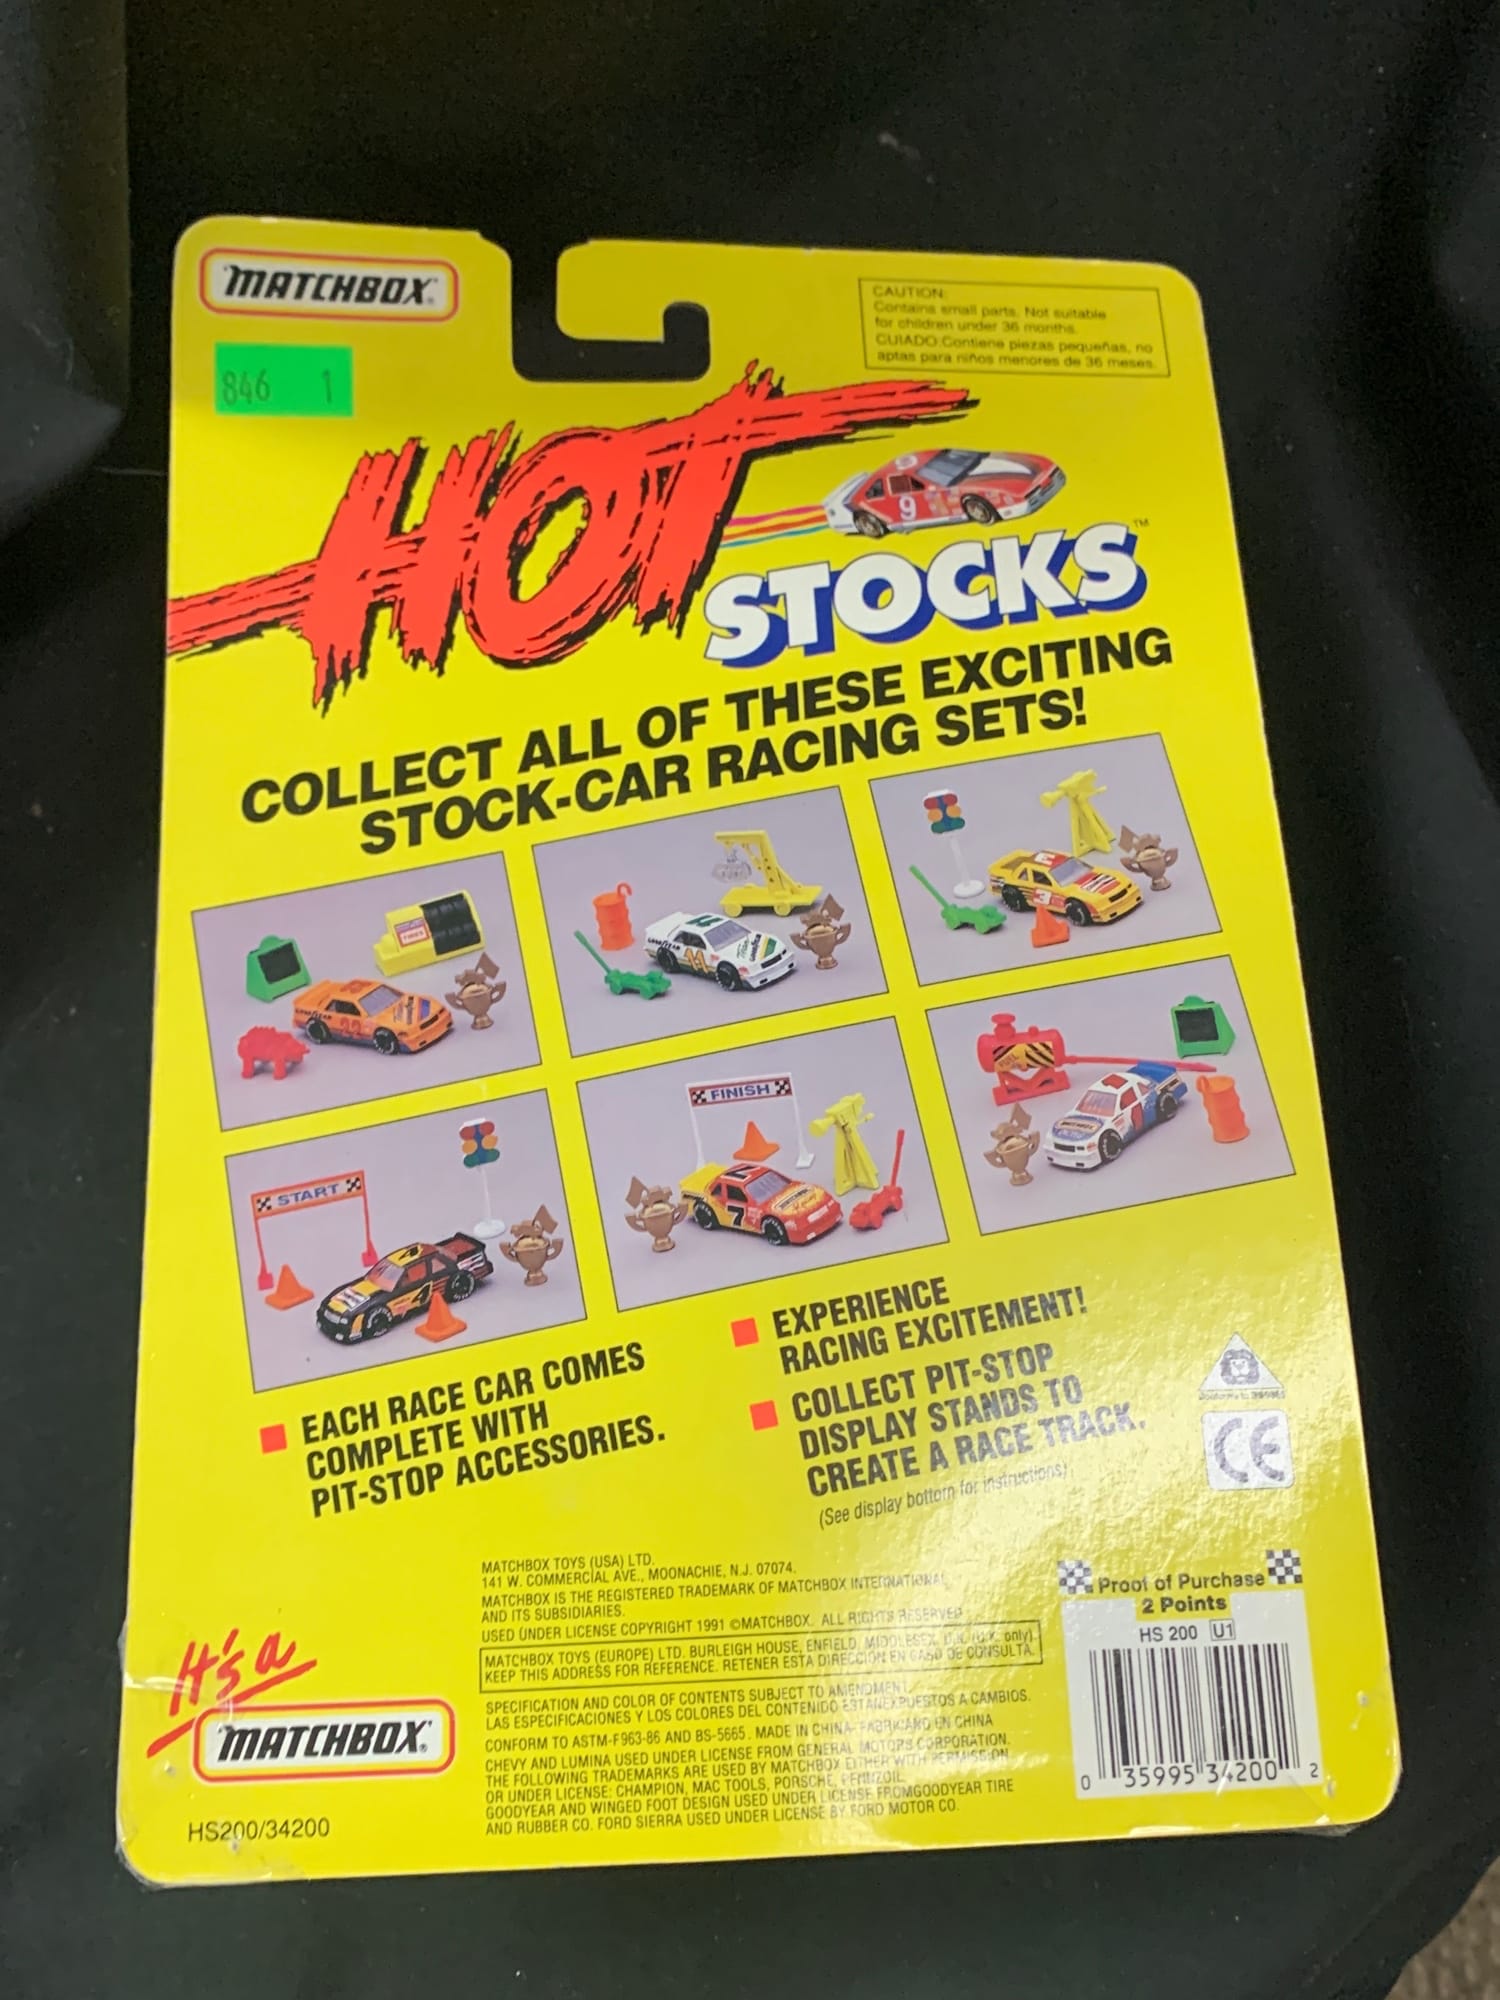 MATCHBOX®
CAUTION:
Contains small parts. Not suitable
for children under 36 months.
CUIADO:Contiene piezas pequeñas, no
aptas para niños menores de 36 meses.
846 1
HOT
9
STOCKS™
COLLECT ALL OF THESE EXCITING
STOCK-CAR RACING SETS!
TIRES
GOODYEAR
11
3
FUEL
START
4
FINISH
7
EACH RACE CAR COMES
COMPLETE WITH
PIT-STOP ACCESSORIES.
EXPERIENCE
RACING EXCITEMENT!
COLLECT PIT-STOP
DISPLAY STANDS TO
CREATE A RACE TRACK.
(See display bottom for instructions)
CE
MATCHBOX TOYS (USA) LTD.
141 W. COMMERCIAL AVE., MOONACHIE, N.J. 07074.
MATCHBOX IS THE REGISTERED TRADEMARK OF MATCHBOX INTERNATIONAL
AND ITS SUBSIDIARIES.
USED UNDER LICENSE COPYRIGHT 1991 ©MATCHBOX. ALL RIGHTS RESERVED
MATCHBOX TOYS (EUROPE) LTD. BURLEIGH HOUSE, ENFIELD, MIDDLESEX, U.K. (U.K. only).
KEEP THIS ADDRESS FOR REFERENCE. RETENER ESTA DIRECCIÓN EN CASO DE CONSULTA.
SPECIFICATION AND COLOR OF CONTENTS SUBJECT TO AMENDMENT.
LAS ESPECIFICACIONES Y LOS COLORES DEL CONTENIDO ESTAN EXPUESTOS A CAMBIOS.
CONFORM TO ASTM-F963-86 AND BS-5665. MADE IN CHINA-FABRICADO EN CHINA
CHEVY AND LUMINA USED UNDER LICENSE FROM GENERAL MOTORS CORPORATION.
THE FOLLOWING TRADEMARKS ARE USED BY MATCHBOX EITHER WITH PERMISSION
OR UNDER LICENSE: CHAMPION, MAC TOOLS, PORSCHE, PENNZOIL.
GOODYEAR AND WINGED FOOT DESIGN USED UNDER LICENSE FROMGOODYEAR TIRE
AND RUBBER CO. FORD SIERRA USED UNDER LICENSE BY FORD MOTOR CO.
Proof of Purchase
2 Points
HS 200 U1
0 35995 34200 2
It's a
MATCHBOX®
HS200/34200